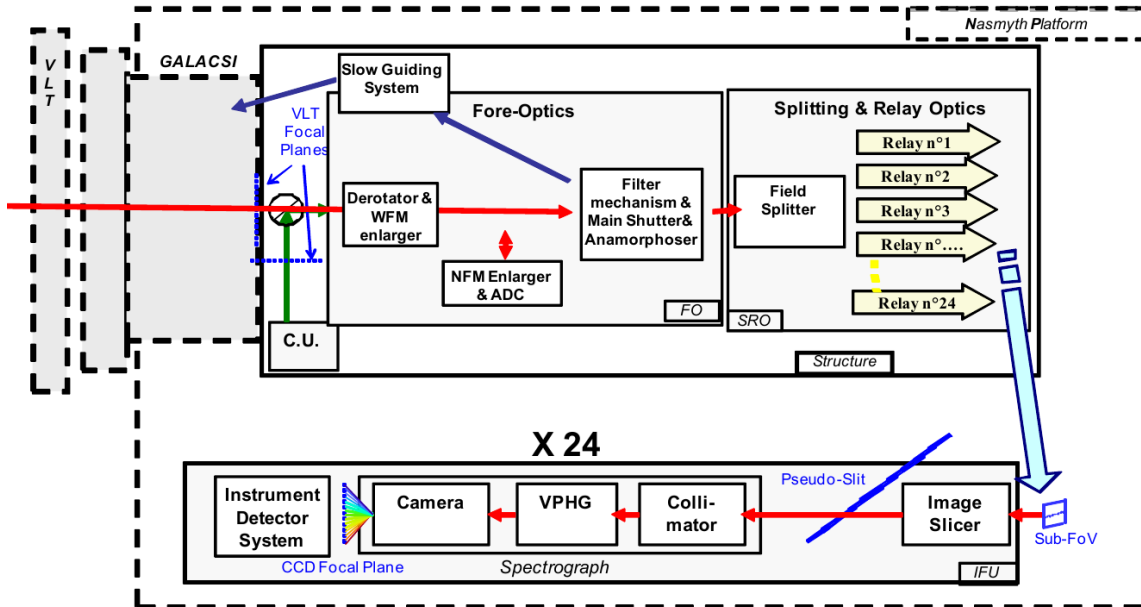 Nasmyth Platform
V
L
T
GALACSI
Slow Guiding
System
VLT
Focal
Planes
Fore-Optics
Derotator &
WFM
enlarger
NFM Enlarger
& ADC
Filter
mechanism &
Main Shutter&
Anamorphoser
FO
C.U.
Splitting & Relay Optics
Field
Splitter
Relay n°1
Relay n°2
Relay n°3
Relay n°....
Relay n°24
SRO
Structure
X 24
Instrument
Detector
System
CCD Focal Plane
Camera
VPHG
Colli-
mator
Spectrograph
Pseudo-Slit
Image
Slicer
IFU
Sub-FoV